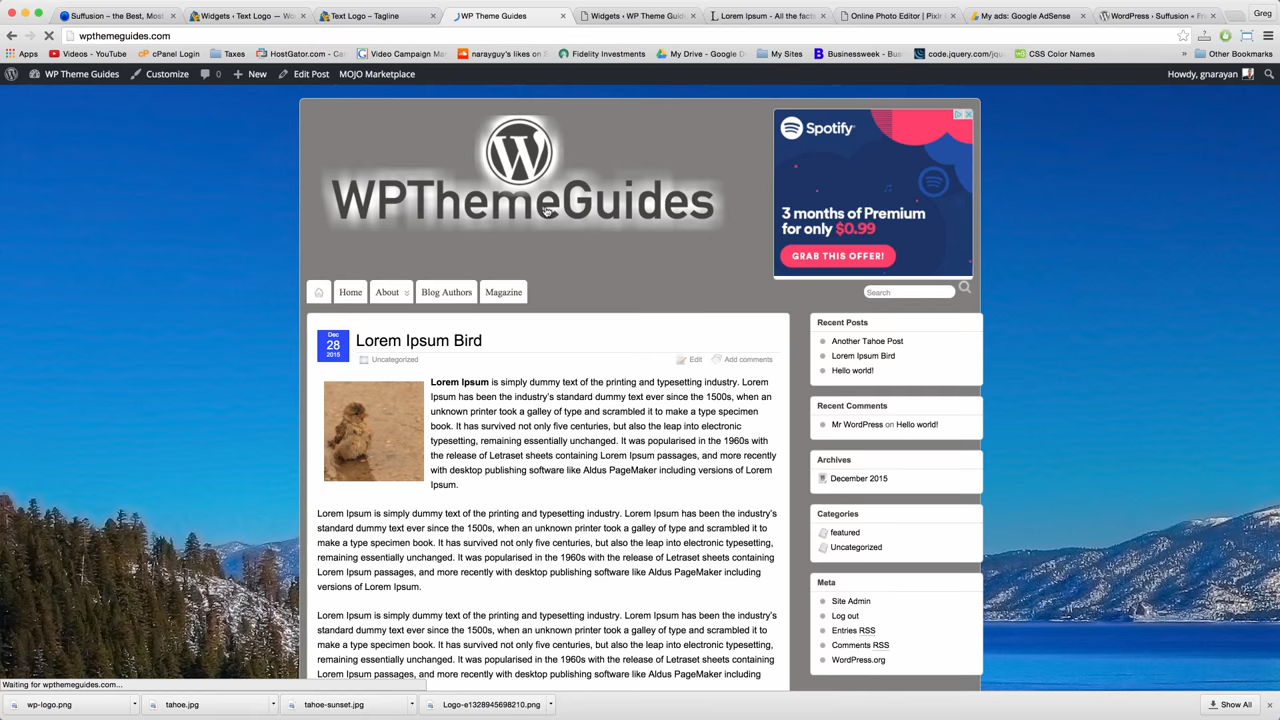 Suffusion – the Best, Most
Widgets ‹ Text Logo — Wo
Text Logo – Tagline
WP Theme Guides
Widgets ‹ WP Theme Gui
Lorem Ipsum - All the facts
Online Photo Editor | Pixlr
My ads: Google AdSense
WordPress › Suffusion « Fr
Greg
wpthemeguides.com
Apps
Videos - YouTube
cPanel Login
Taxes
HostGator.com - Ca
Video Campaign Ma
narayguy's likes on S
Fidelity Investments
My Drive - Google D
My Sites
Businessweek - Bus
code.jquery.com/jqu
CSS Color Names
»
Other Bookmarks
WP Theme Guides
Customize
0
New
Edit Post
MOJO Marketplace
Howdy, gnarayan
W
WPThemeGuides
Spotify
3 months of Premium
for only $0.99
GRAB THIS OFFER!
Home
About
Blog Authors
Magazine
Search
Dec
28
2015
Lorem Ipsum Bird
Uncategorized
Edit
Add comments
Lorem Ipsum is simply dummy text of the printing and typesetting industry. Lorem
Ipsum has been the industry's standard dummy text ever since the 1500s, when an
unknown printer took a galley of type and scrambled it to make a type specimen
book. It has survived not only five centuries, but also the leap into electronic
typesetting, remaining essentially unchanged. It was popularised in the 1960s with
the release of Letraset sheets containing Lorem Ipsum passages, and more recently
with desktop publishing software like Aldus PageMaker including versions of Lorem
Ipsum.
Lorem Ipsum is simply dummy text of the printing and typesetting industry. Lorem Ipsum has been the industry's
standard dummy text ever since the 1500s, when an unknown printer took a galley of type and scrambled it to
make a type specimen book. It has survived not only five centuries, but also the leap into electronic typesetting,
remaining essentially unchanged. It was popularised in the 1960s with the release of Letraset sheets containing
Lorem Ipsum passages, and more recently with desktop publishing software like Aldus PageMaker including
versions of Lorem Ipsum.
Lorem Ipsum is simply dummy text of the printing and typesetting industry. Lorem Ipsum has been the industry's
standard dummy text ever since the 1500s, when an unknown printer took a galley of type and scrambled it to
make a type specimen book. It has survived not only five centuries, but also the leap into electronic typesetting,
remaining essentially unchanged. It was popularised in the 1960s with the release of Letraset sheets containing
Lorem Ipsum passages, and more recently with desktop publishing software like Aldus PageMaker including
Recent Posts
Another Tahoe Post
Lorem Ipsum Bird
Hello world!
Recent Comments
Mr WordPress on Hello world!
Archives
December 2015
Categories
featured
Uncategorized
Meta
Site Admin
Log out
Entries RSS
Comments RSS
WordPress.org
Waiting for wpthemeguides.com...
wp-logo.png
tahoe.jpg
tahoe-sunset.jpg
Logo-e1328945698210.png
Show All